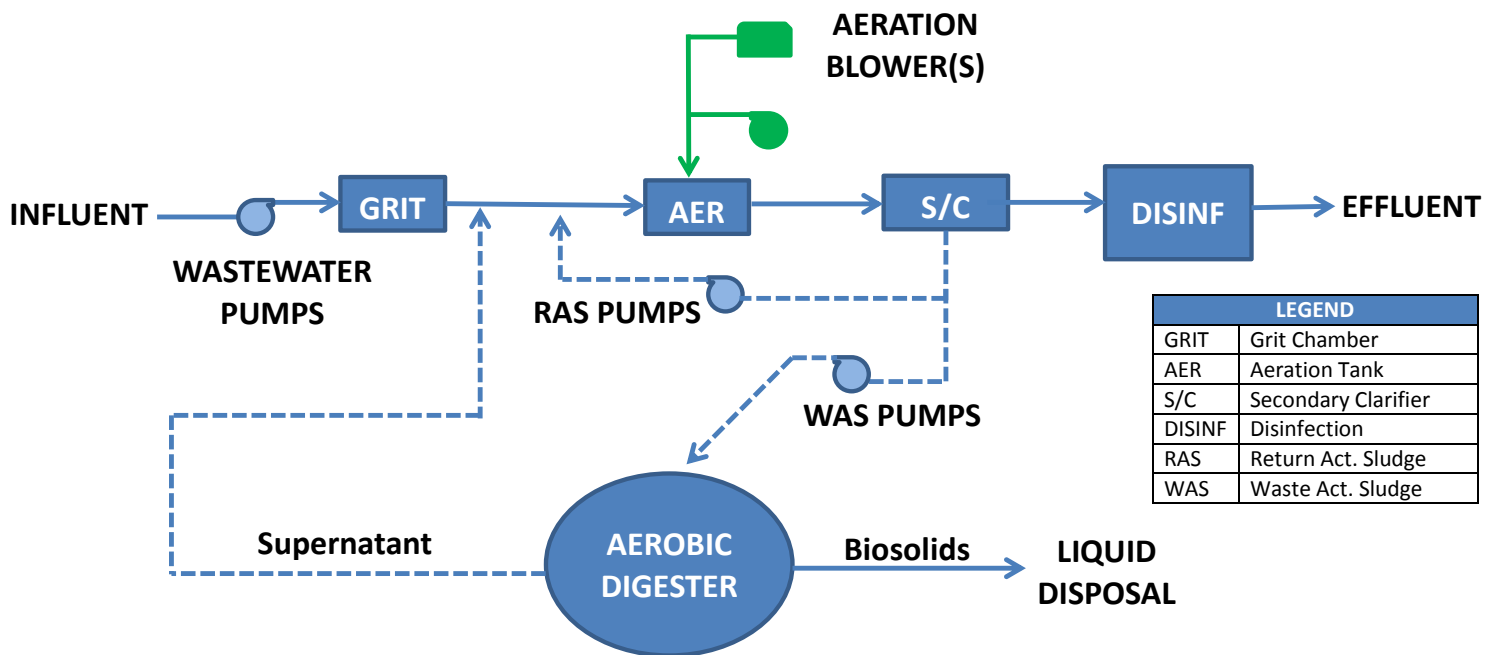 AERATION
BLOWER(S)
INFLUENT
GRIT
AER
S/C
DISINF
EFFLUENT
WASTEWATER
PUMPS
RAS PUMPS
WAS PUMPS
LEGEND
GRIT Grit Chamber
AER Aeration Tank
S/C Secondary Clarifier
DISINF Disinfection
RAS Return Act. Sludge
WAS Waste Act. Sludge
Supernatant
AEROBIC
DIGESTER
Biosolids
LIQUID
DISPOSAL